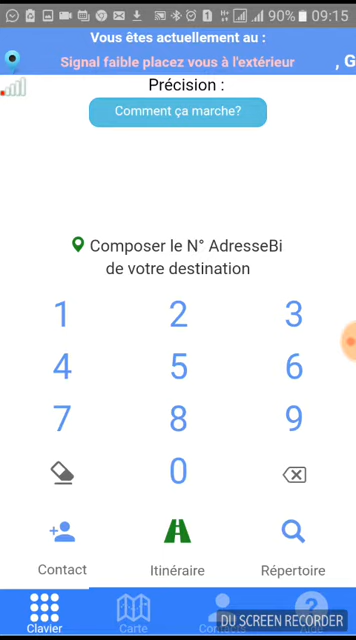 90% 09:15
Vous êtes actuellement au :
Signal faible placez vous à l'extérieur , G
Précision :
Comment ça marche?
Composer le N° AdresseBi
de votre destination
1 2 3
4 5 6
7 8 9
0
Contact Itinéraire Répertoire
Clavier Carte
DU SCREEN RECORDER